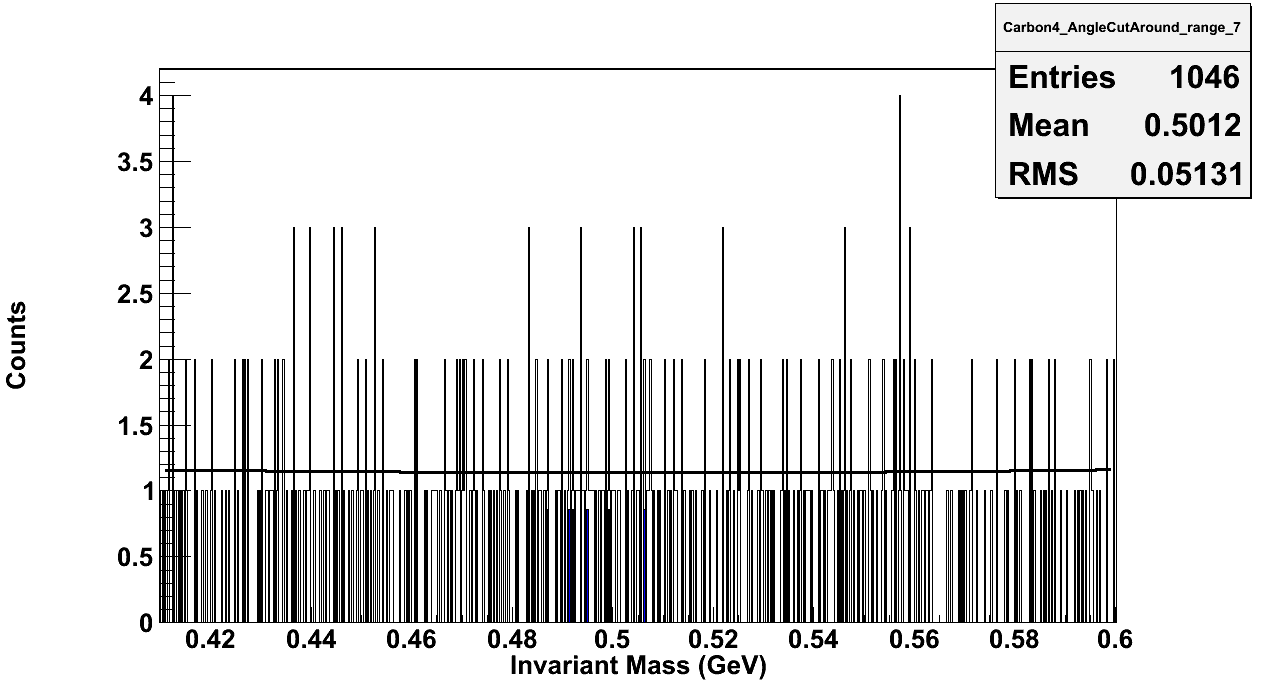 Carbon4_AngleCutAround_range_7
Entries 1046
Mean 0.5012
RMS 0.05131
4
3.5
3
2.5
2
1.5
1
0.5
0
Counts
0.42 0.44 0.46 0.48 0.5 0.52 0.54 0.56 0.58 0.6
Invariant Mass (GeV)